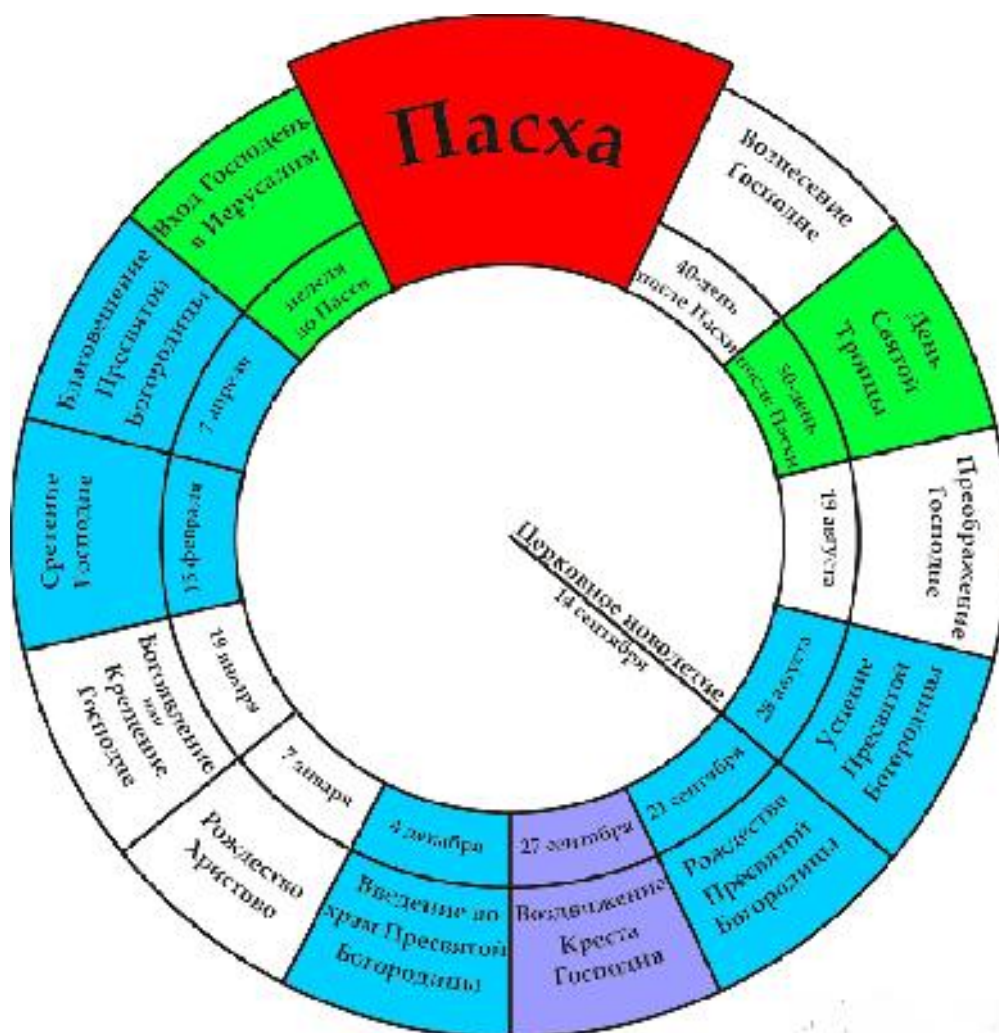 Пасха
Вознесение
Господне
40-день
после Пасхи
День
Святой
Троицы
50-день
после Пасхи
Преображение
Господне
19 августа
Успение
Пресвятой
Богородицы
28 августа
Церковное новолетие
14 сентября
Рождество
Пресвятой
Богородицы
21 сентября
27 сентября
Воздвижение
Креста
Господня
4 декабря
Введение во
храм Пресвятой
Богородицы
7 января
Рождество
Христово
19 января
Богоявление
или
Крещение
Господне
15 февраля
Сретение
Господне
7 апреля
Благовещение
Пресвятой
Богородицы
Вход Господень
в Иерусалим
неделя
до Пасхи